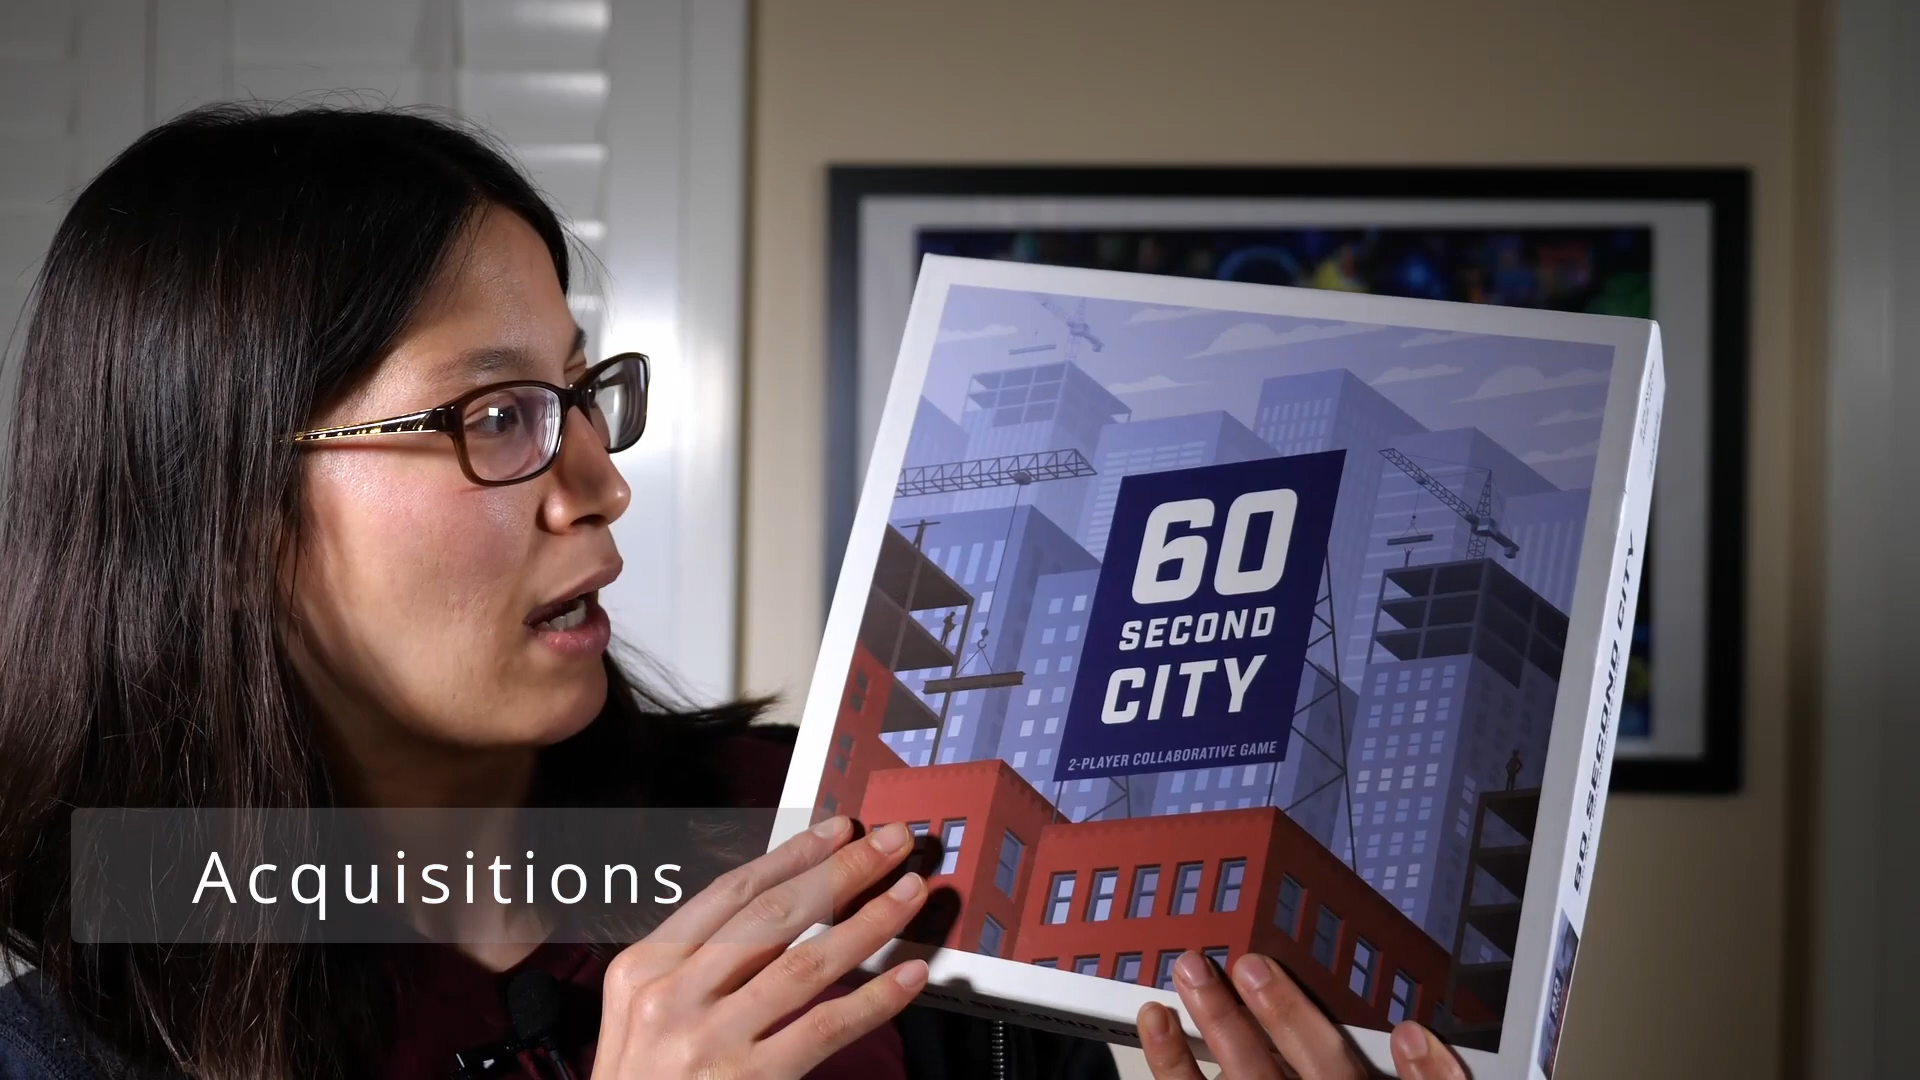 60
SECOND
CITY
2-PLAYER COLLABORATIVE GAME
60 SECOND CITY
Acquisitions